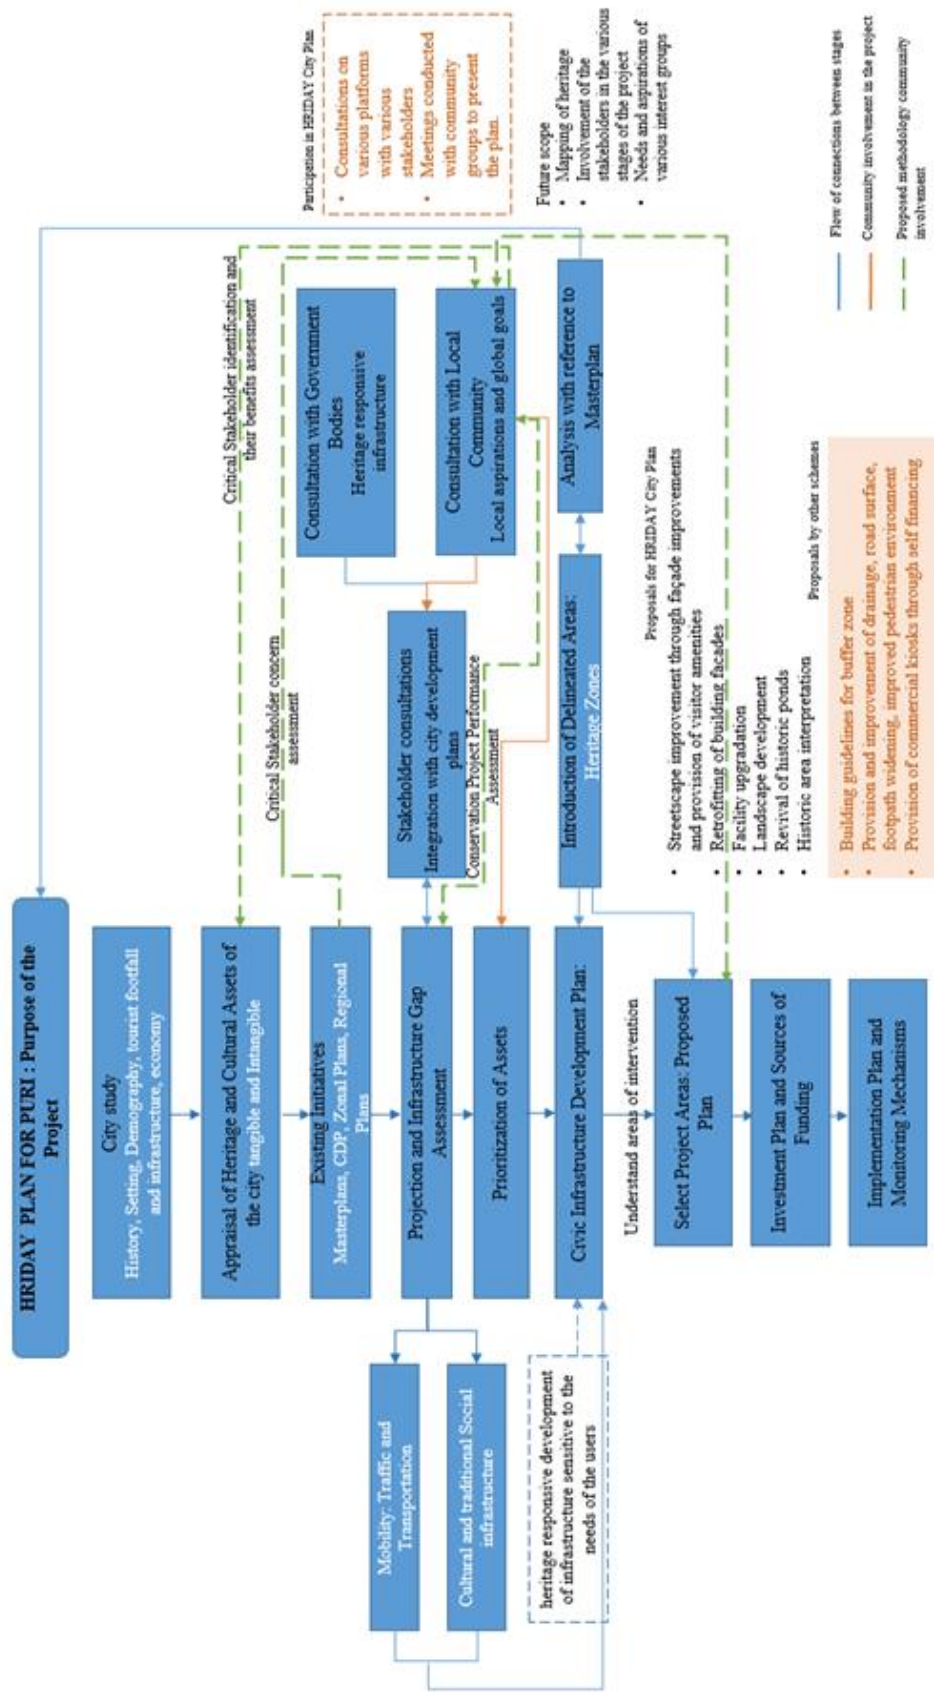 HRIDAY PLAN FOR PURI : Purpose of the
Project
City study
History, Setting, Demography, tourist footfall
and infrastructure, economy
Appraisal of Heritage and Cultural Assets of
the city tangible and Intangible
Existing Initiatives
Masterplans, CDP, Zonal Plans, Regional
Plans
Projection and Infrastructure Gap
Assessment
Prioritization of Assets
Civic Infrastructure Development Plan:
Understand areas of intervention
Select Project Areas: Proposed
Plan
Investment Plan and Sources of
Funding
Implementation Plan and
Monitoring Mechanisms
Mobility: Traffic and
Transportation
Cultural and traditional Social
infrastructure
heritage responsive development
of infrastructure sensitive to the
needs of the users
Critical Stakeholder identification and
their benefits assessment
Critical Stakeholder concern
assessment
Consultation with Government
Bodies
Heritage responsive
infrastructure
Consultation with Local
Community
Local aspirations and global goals
Stakeholder consultations
Integration with city development
plans
Conservation Project Performance
Assessment
Introduction of Delineated Areas:
Heritage Zones
Analysis with reference to
Masterplan
Participation in HRIDAY City Plan
• Consultations on
various platforms
with various
stakeholders
• Meetings conducted
with community
groups to present
the plan.
Future scope
• Mapping of heritage
• Involvement of the
stakeholders in the various
stages of the project
• Needs and aspirations of
various interest groups
Proposals for HRIDAY City Plan
• Streetscape improvement through façade improvements
and provision of visitor amenities
• Retrofitting of building facades
• Facility upgradation
• Landscape development
• Revival of historic ponds
• Historic area interpretation
Proposals by other schemes
• Building guidelines for buffer zone
• Provision and improvement of drainage, road surface,
footpath widening, improved pedestrian environment
• Provision of commercial kiosks through self financing
Flow of connections between stages
Community involvement in the project
Proposed methodology community
involvement